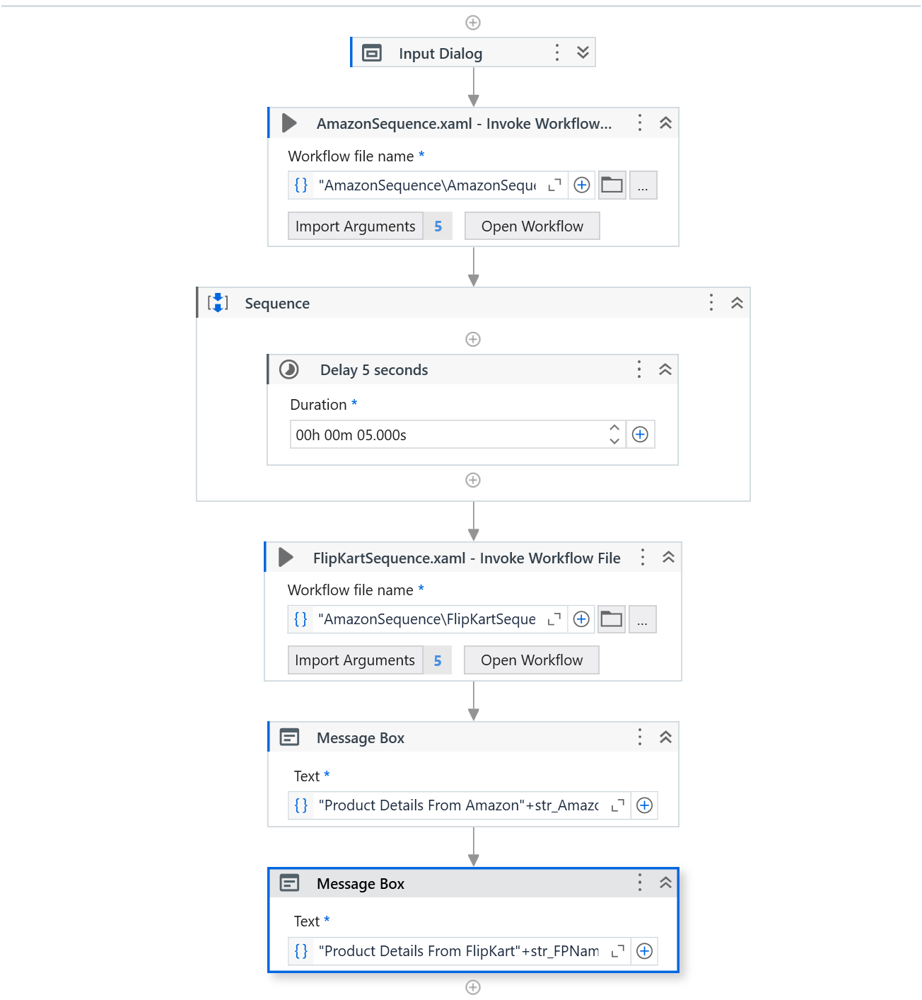 Input Dialog
AmazonSequence.xaml - Invoke Workflow...
Workflow file name *
{} "AmazonSequence\AmazonSeque
...
Import Arguments 5 Open Workflow
Sequence
Delay 5 seconds
Duration *
00h 00m 05.000s
FlipKartSequence.xaml - Invoke Workflow File
Workflow file name *
{} "AmazonSequence\FlipKartSeque
...
Import Arguments 5 Open Workflow
Message Box
Text *
{} "Product Details From Amazon"+str_Amazo
Message Box
Text *
{} "Product Details From FlipKart"+str_FPNam